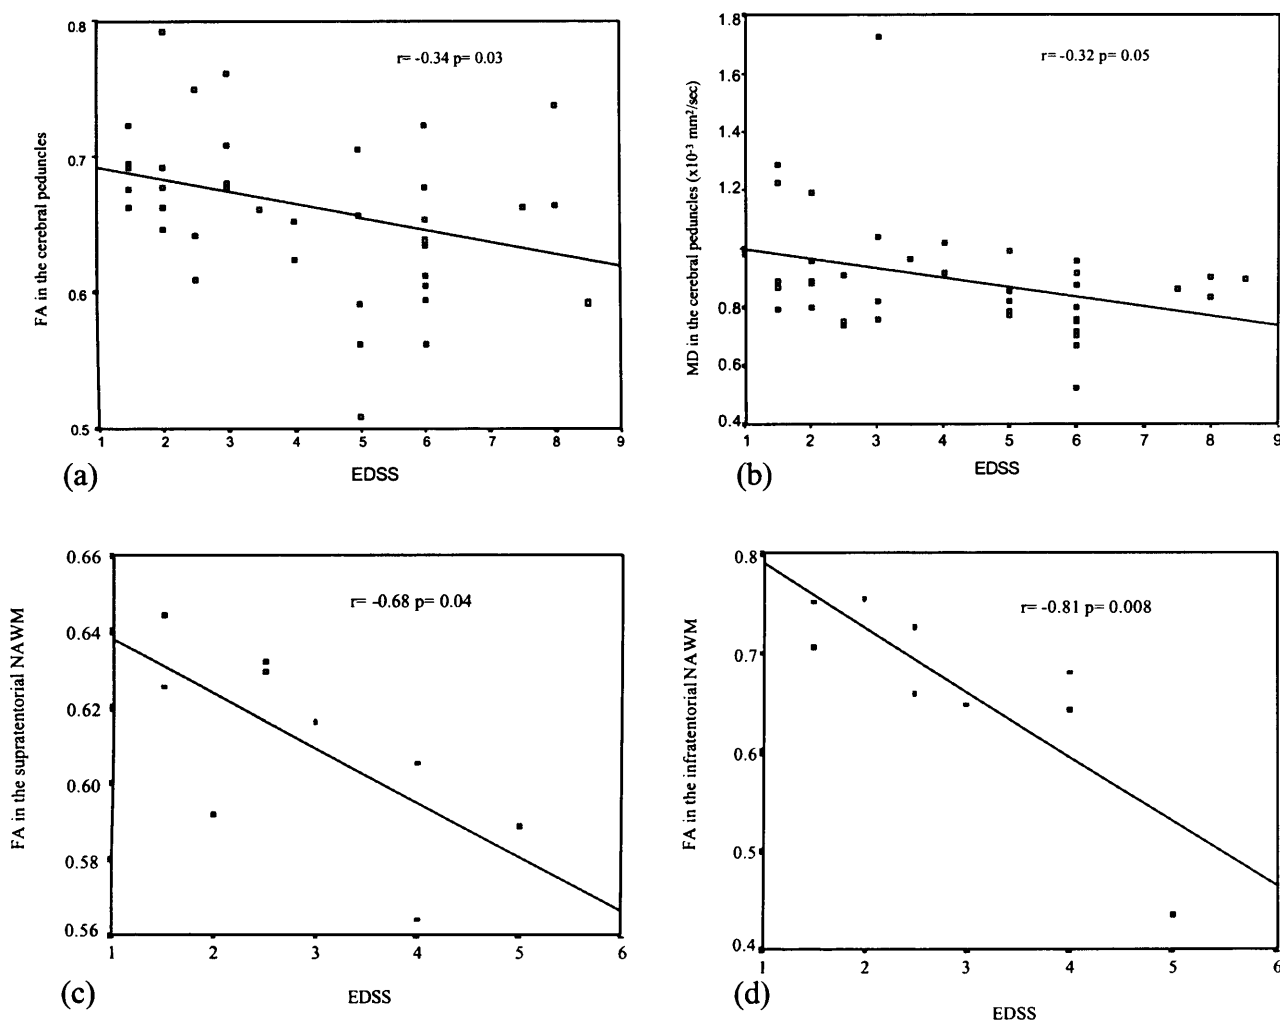 0.8
0.7
0.6
0.5
FA in the cerebral peduncles
r= -0.34 p= 0.03
1 2 3 4 5 6 7 8 9
EDSS
(a)
1.8
1.6
1.4
1.2
0.8
0.6
0.4
MD in the cerebral peduncles (x10⁻³ mm²/sec)
r= -0.32 p= 0.05
1 2 3 4 5 6 7 8 9
EDSS
(b)
0.66
0.64
0.62
0.60
0.58
0.56
FA in the supratentorial NAWM
r= -0.68 p= 0.04
1 2 3 4 5 6
EDSS
(c)
0.8
0.7
0.6
0.5
0.4
FA in the infratentorial NAWM
r= -0.81 p= 0.008
1 2 3 4 5 6
EDSS
(d)